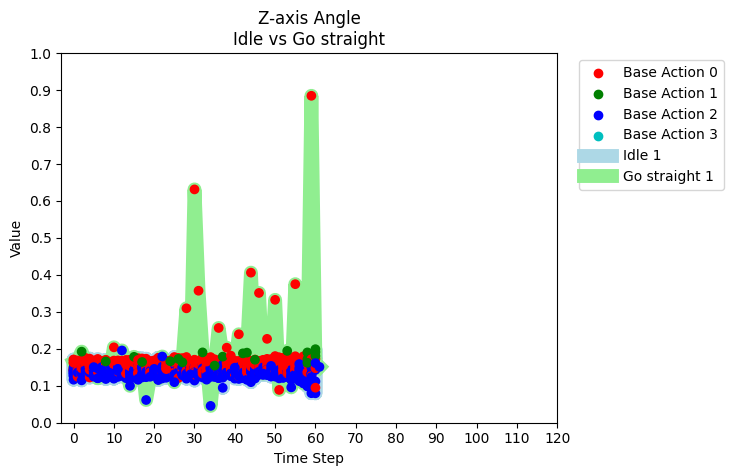 Z-axis Angle
Idle vs Go straight
1.0
0.9
0.8
0.7
0.6
0.5
0.4
0.3
0.2
0.1
0.0
Value
0 10 20 30 40 50 60 70 80 90 100 110 120
Time Step
Base Action 0
Base Action 1
Base Action 2
Base Action 3
Idle 1
Go straight 1